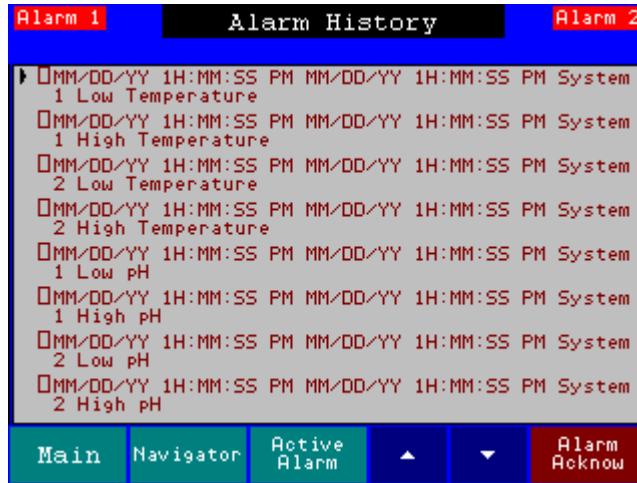 Alarm 1 Alarm History Alarm 2
MM/DD/YY 1H:MM:SS PM MM/DD/YY 1H:MM:SS PM System
1 Low Temperature
MM/DD/YY 1H:MM:SS PM MM/DD/YY 1H:MM:SS PM System
1 High Temperature
MM/DD/YY 1H:MM:SS PM MM/DD/YY 1H:MM:SS PM System
2 Low Temperature
MM/DD/YY 1H:MM:SS PM MM/DD/YY 1H:MM:SS PM System
2 High Temperature
MM/DD/YY 1H:MM:SS PM MM/DD/YY 1H:MM:SS PM System
1 Low pH
MM/DD/YY 1H:MM:SS PM MM/DD/YY 1H:MM:SS PM System
1 High pH
MM/DD/YY 1H:MM:SS PM MM/DD/YY 1H:MM:SS PM System
2 Low pH
MM/DD/YY 1H:MM:SS PM MM/DD/YY 1H:MM:SS PM System
2 High pH
Main Navigator Active Alarm Alarm Acknow